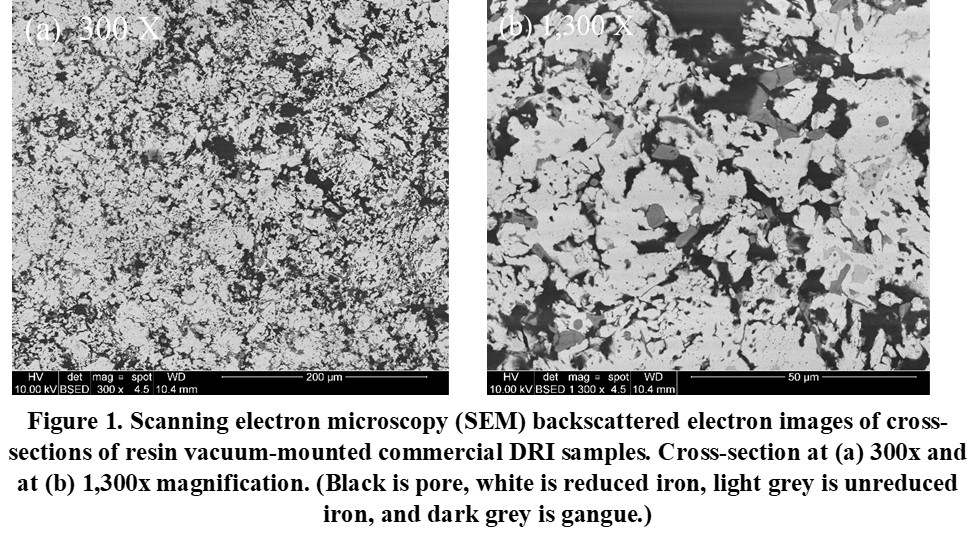 (a) 300 X
(b) 1,300 X
HV det mag □ spot WD 200 µm
10.00 kV BSED 300 x 4.5 10.4 mm
HV det mag □ spot WD 50 µm
10.00 kV BSED 1 300 x 4.5 10.4 mm
Figure 1. Scanning electron microscopy (SEM) backscattered electron images of cross-
sections of resin vacuum-mounted commercial DRI samples. Cross-section at (a) 300x and
at (b) 1,300x magnification. (Black is pore, white is reduced iron, light grey is unreduced
iron, and dark grey is gangue.)